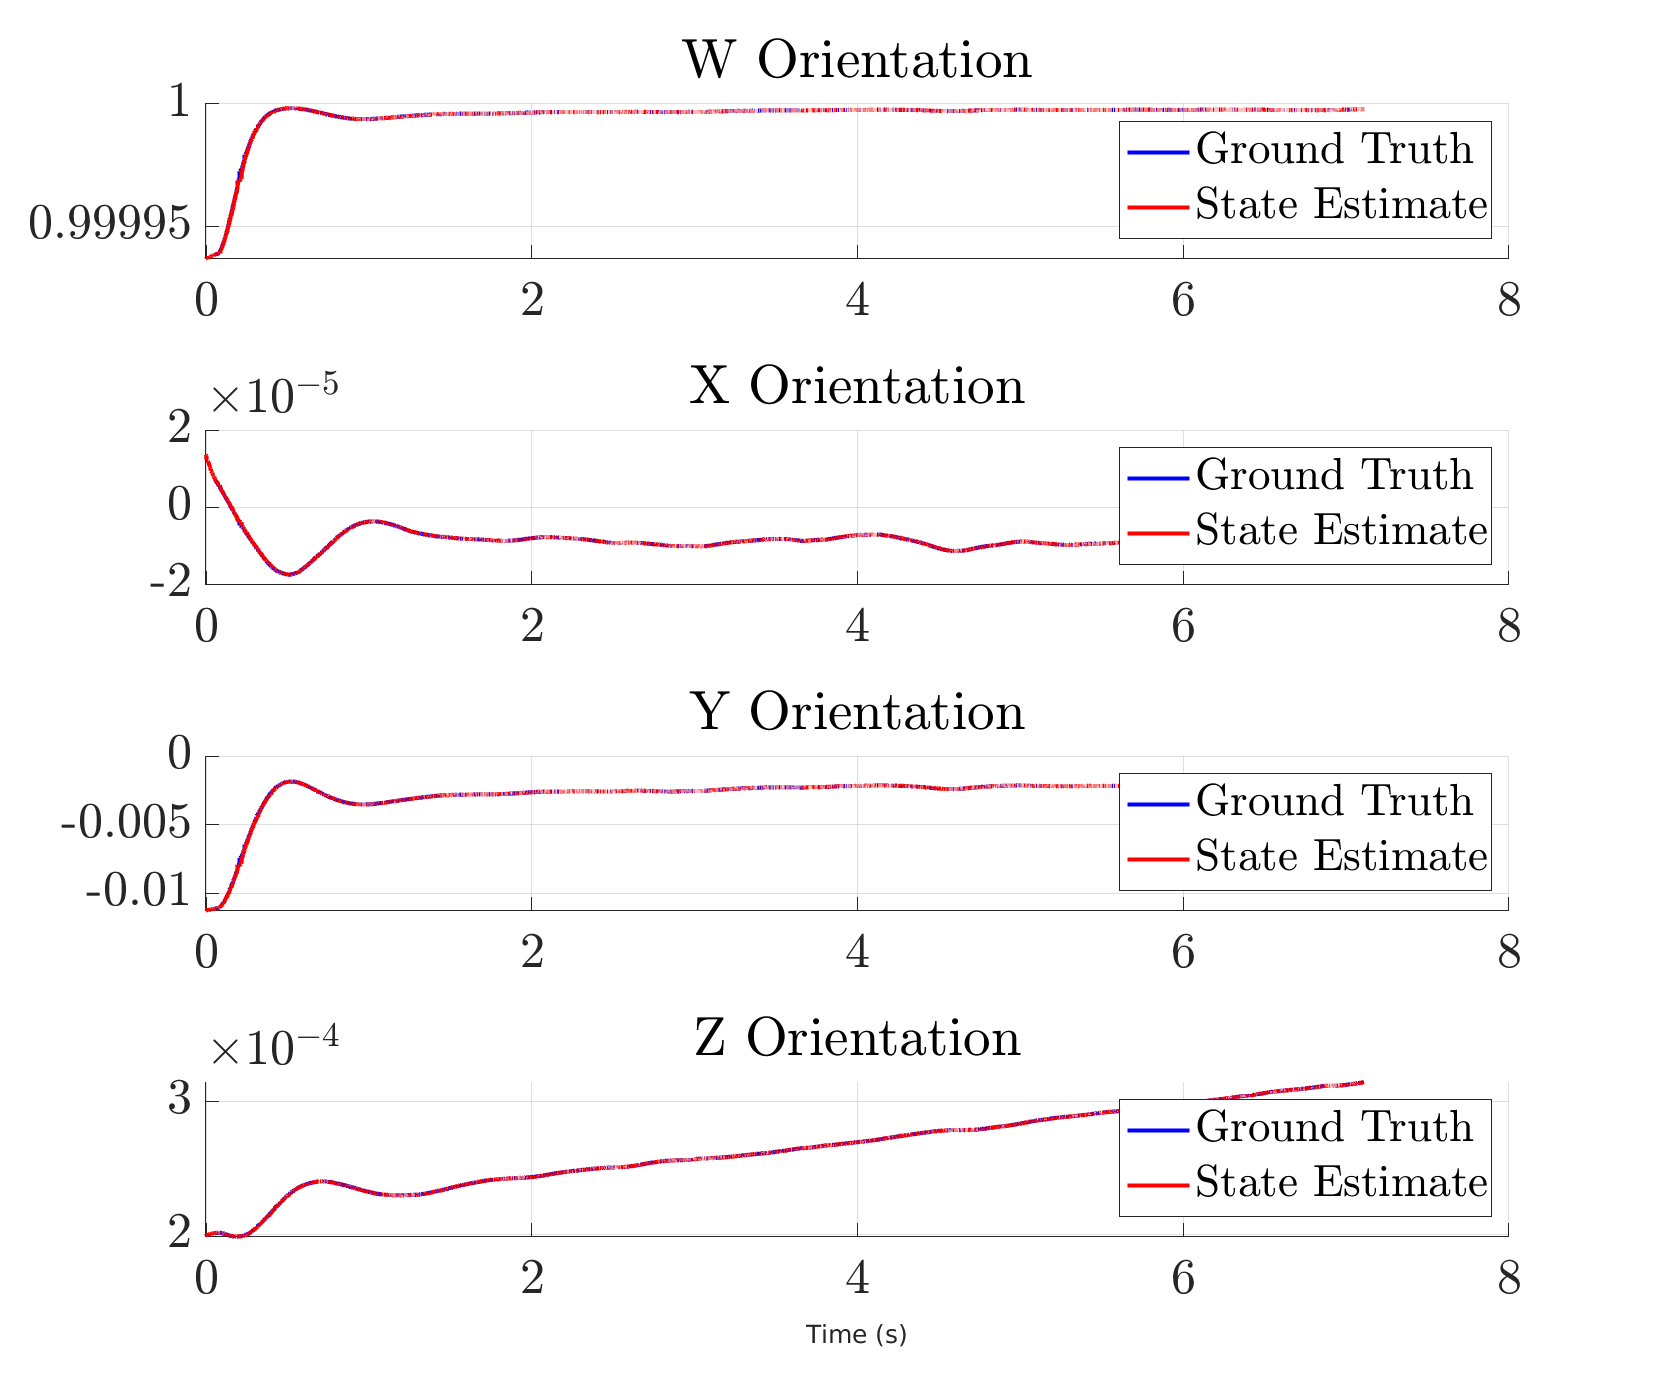 W Orientation
1
0.99995
0 2 4 6 8
Ground Truth
State Estimate
X Orientation
×10⁻⁵
2
0
-2
0 2 4 6 8
Ground Truth
State Estimate
Y Orientation
0
-0.005
-0.01
0 2 4 6 8
Ground Truth
State Estimate
Z Orientation
×10⁻⁴
3
2
0 2 4 6 8
Ground Truth
State Estimate
Time (s)